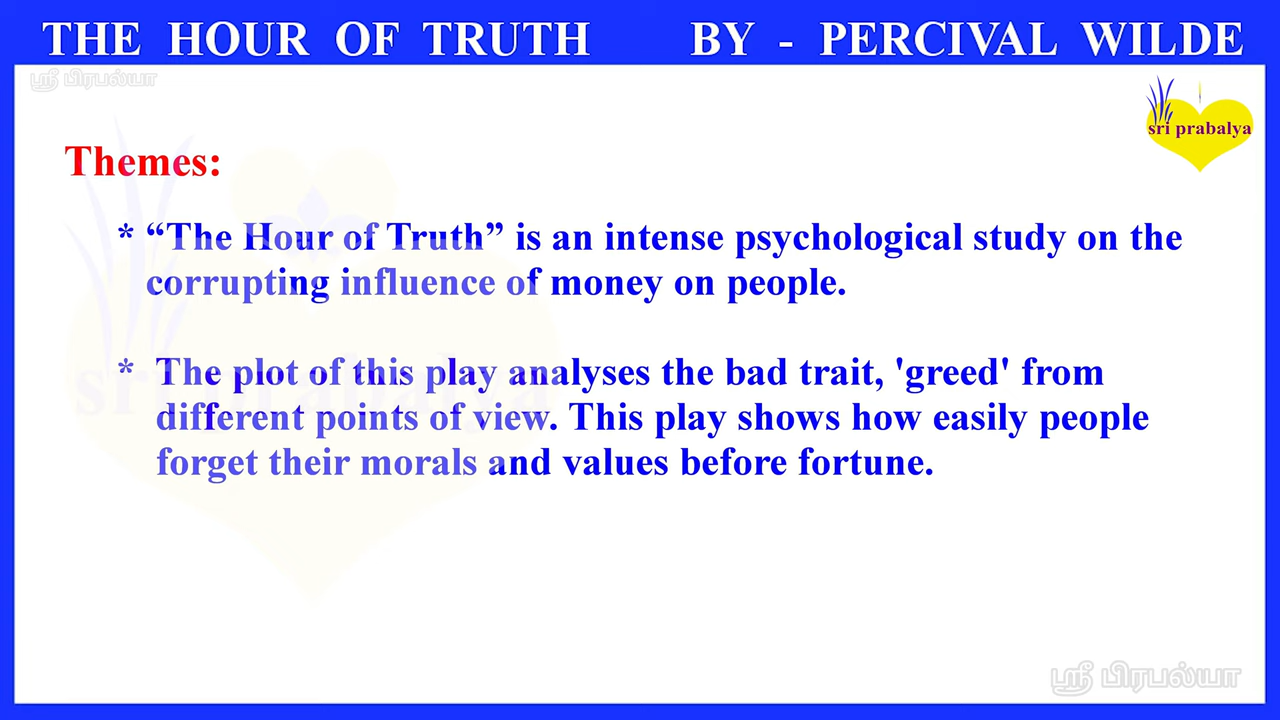 THE HOUR OF TRUTH BY - PERCIVAL WILDE
ஸ்ரீ பிரபல்யா
sri prabalya
Themes:
* “The Hour of Truth” is an intense psychological study on the
corrupting influence of money on people.
* The plot of this play analyses the bad trait, 'greed' from
different points of view. This play shows how easily people
forget their morals and values before fortune.
sri prabalya
ஸ்ரீ பிரபல்யா